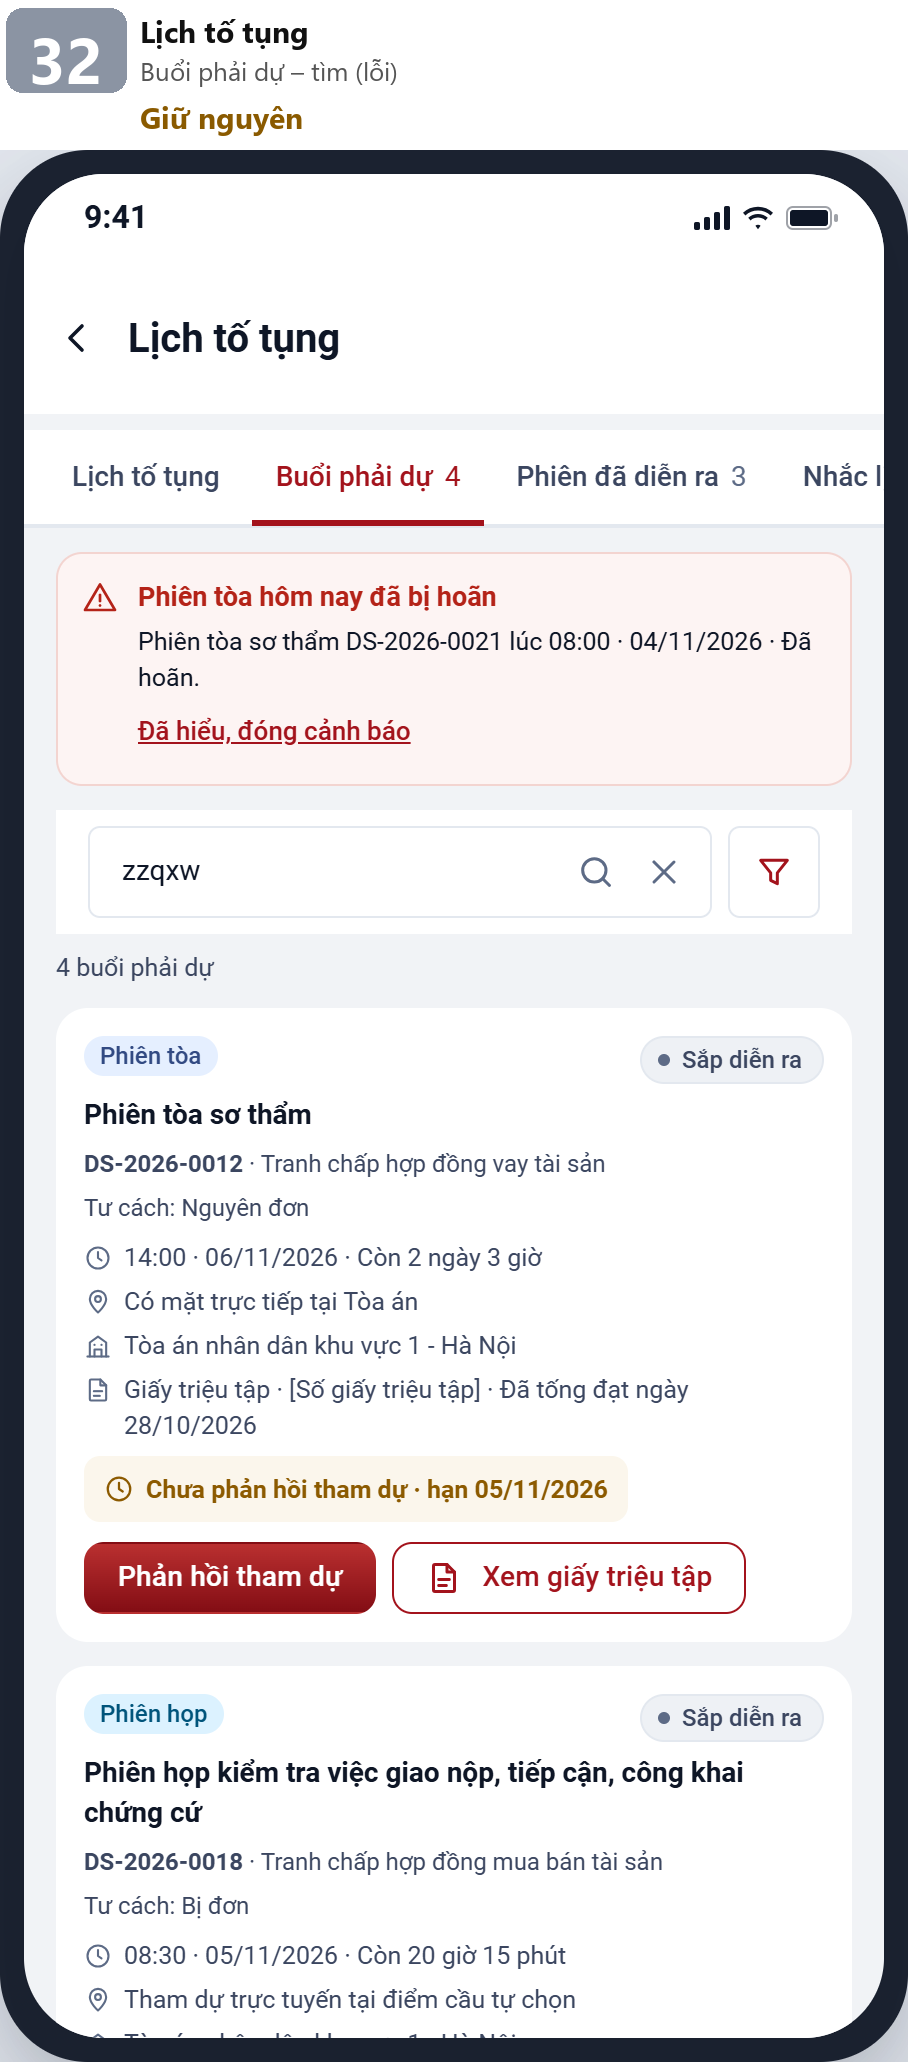 32
Lịch tố tụng
Buổi phải dự – tìm (lỗi)
Giữ nguyên
9:41
Lịch tố tụng
Lịch tố tụng
Buổi phải dự 4
Phiên đã diễn ra 3
Nhắc l
Phiên tòa hôm nay đã bị hoãn
Phiên tòa sơ thẩm DS-2026-0021 lúc 08:00 · 04/11/2026 · Đã
hoãn.
Đã hiểu, đóng cảnh báo
zzqxw
4 buổi phải dự
Phiên tòa
Sắp diễn ra
Phiên tòa sơ thẩm
DS-2026-0012 · Tranh chấp hợp đồng vay tài sản
Tư cách: Nguyên đơn
14:00 · 06/11/2026 · Còn 2 ngày 3 giờ
Có mặt trực tiếp tại Tòa án
Tòa án nhân dân khu vực 1 - Hà Nội
Giấy triệu tập · [Số giấy triệu tập] · Đã tống đạt ngày
28/10/2026
Chưa phản hồi tham dự · hạn 05/11/2026
Phản hồi tham dự
Xem giấy triệu tập
Phiên họp
Sắp diễn ra
Phiên họp kiểm tra việc giao nộp, tiếp cận, công khai
chứng cứ
DS-2026-0018 · Tranh chấp hợp đồng mua bán tài sản
Tư cách: Bị đơn
08:30 · 05/11/2026 · Còn 20 giờ 15 phút
Tham dự trực tuyến tại điểm cầu tự chọn